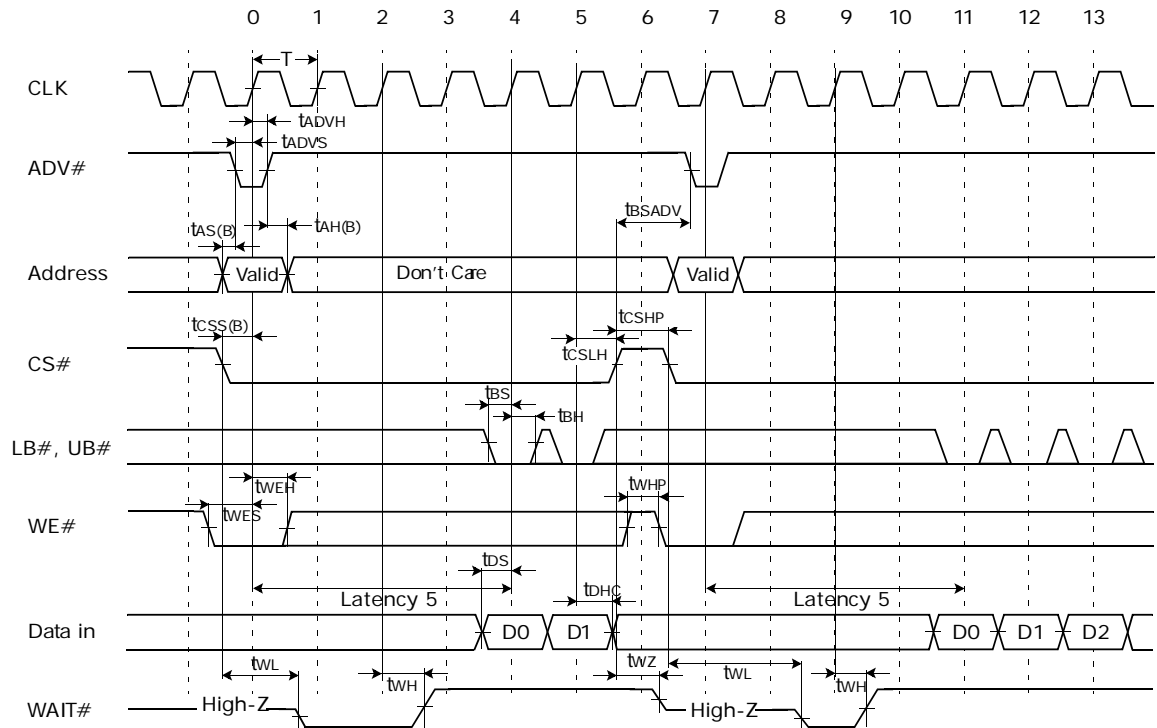 0 1 2 3 4 5 6 7 8 9 10 11 12 13
T
CLK
tADVH
tADVS
ADV#
tBSADV
tAS(B) tAH(B)
Address Valid Don't Care Valid
tCSS(B) tCSHP
tCSLH
CS#
tBS
tBH
LB#, UB#
tWEH tWHP
tWES
WE#
tDS
tDHC
Latency 5 Latency 5
Data in D0 D1 D0 D1 D2
tWL tWZ tWL
tWH tWH
High-Z High-Z
WAIT#